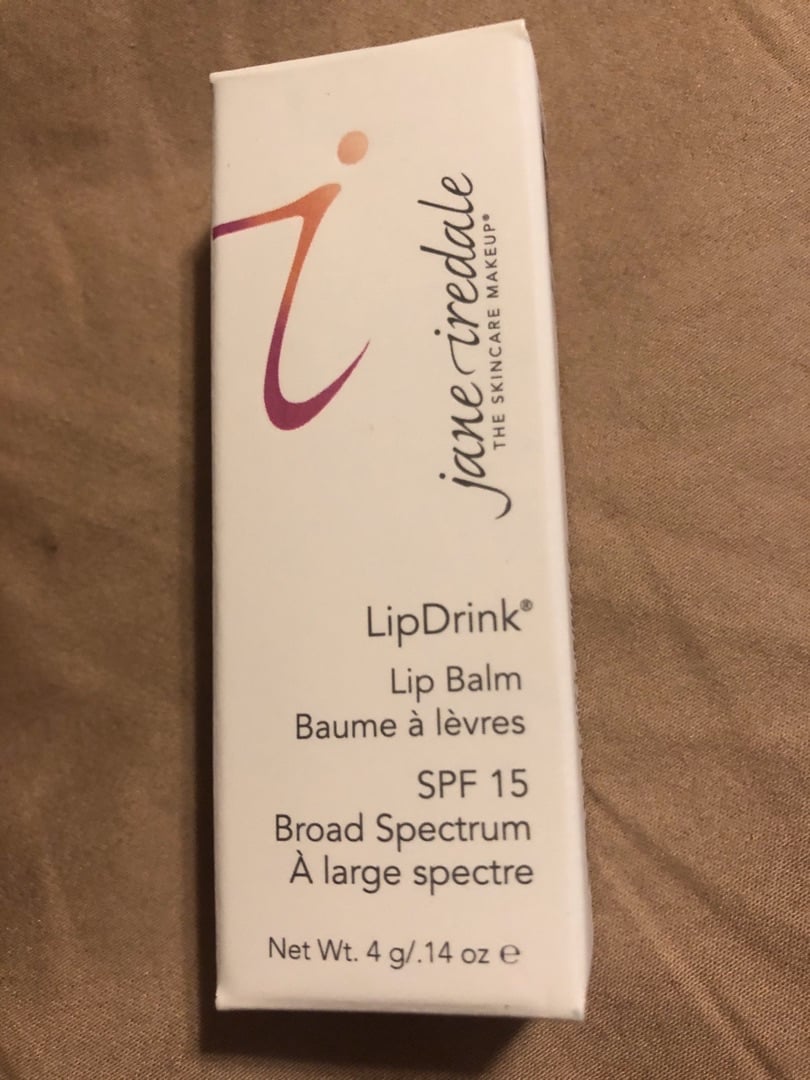 jane iredale
THE SKINCARE MAKEUP®
LipDrink®
Lip Balm
Baume à lèvres
SPF 15
Broad Spectrum
À large spectre
Net Wt. 4 g/.14 oz ℮